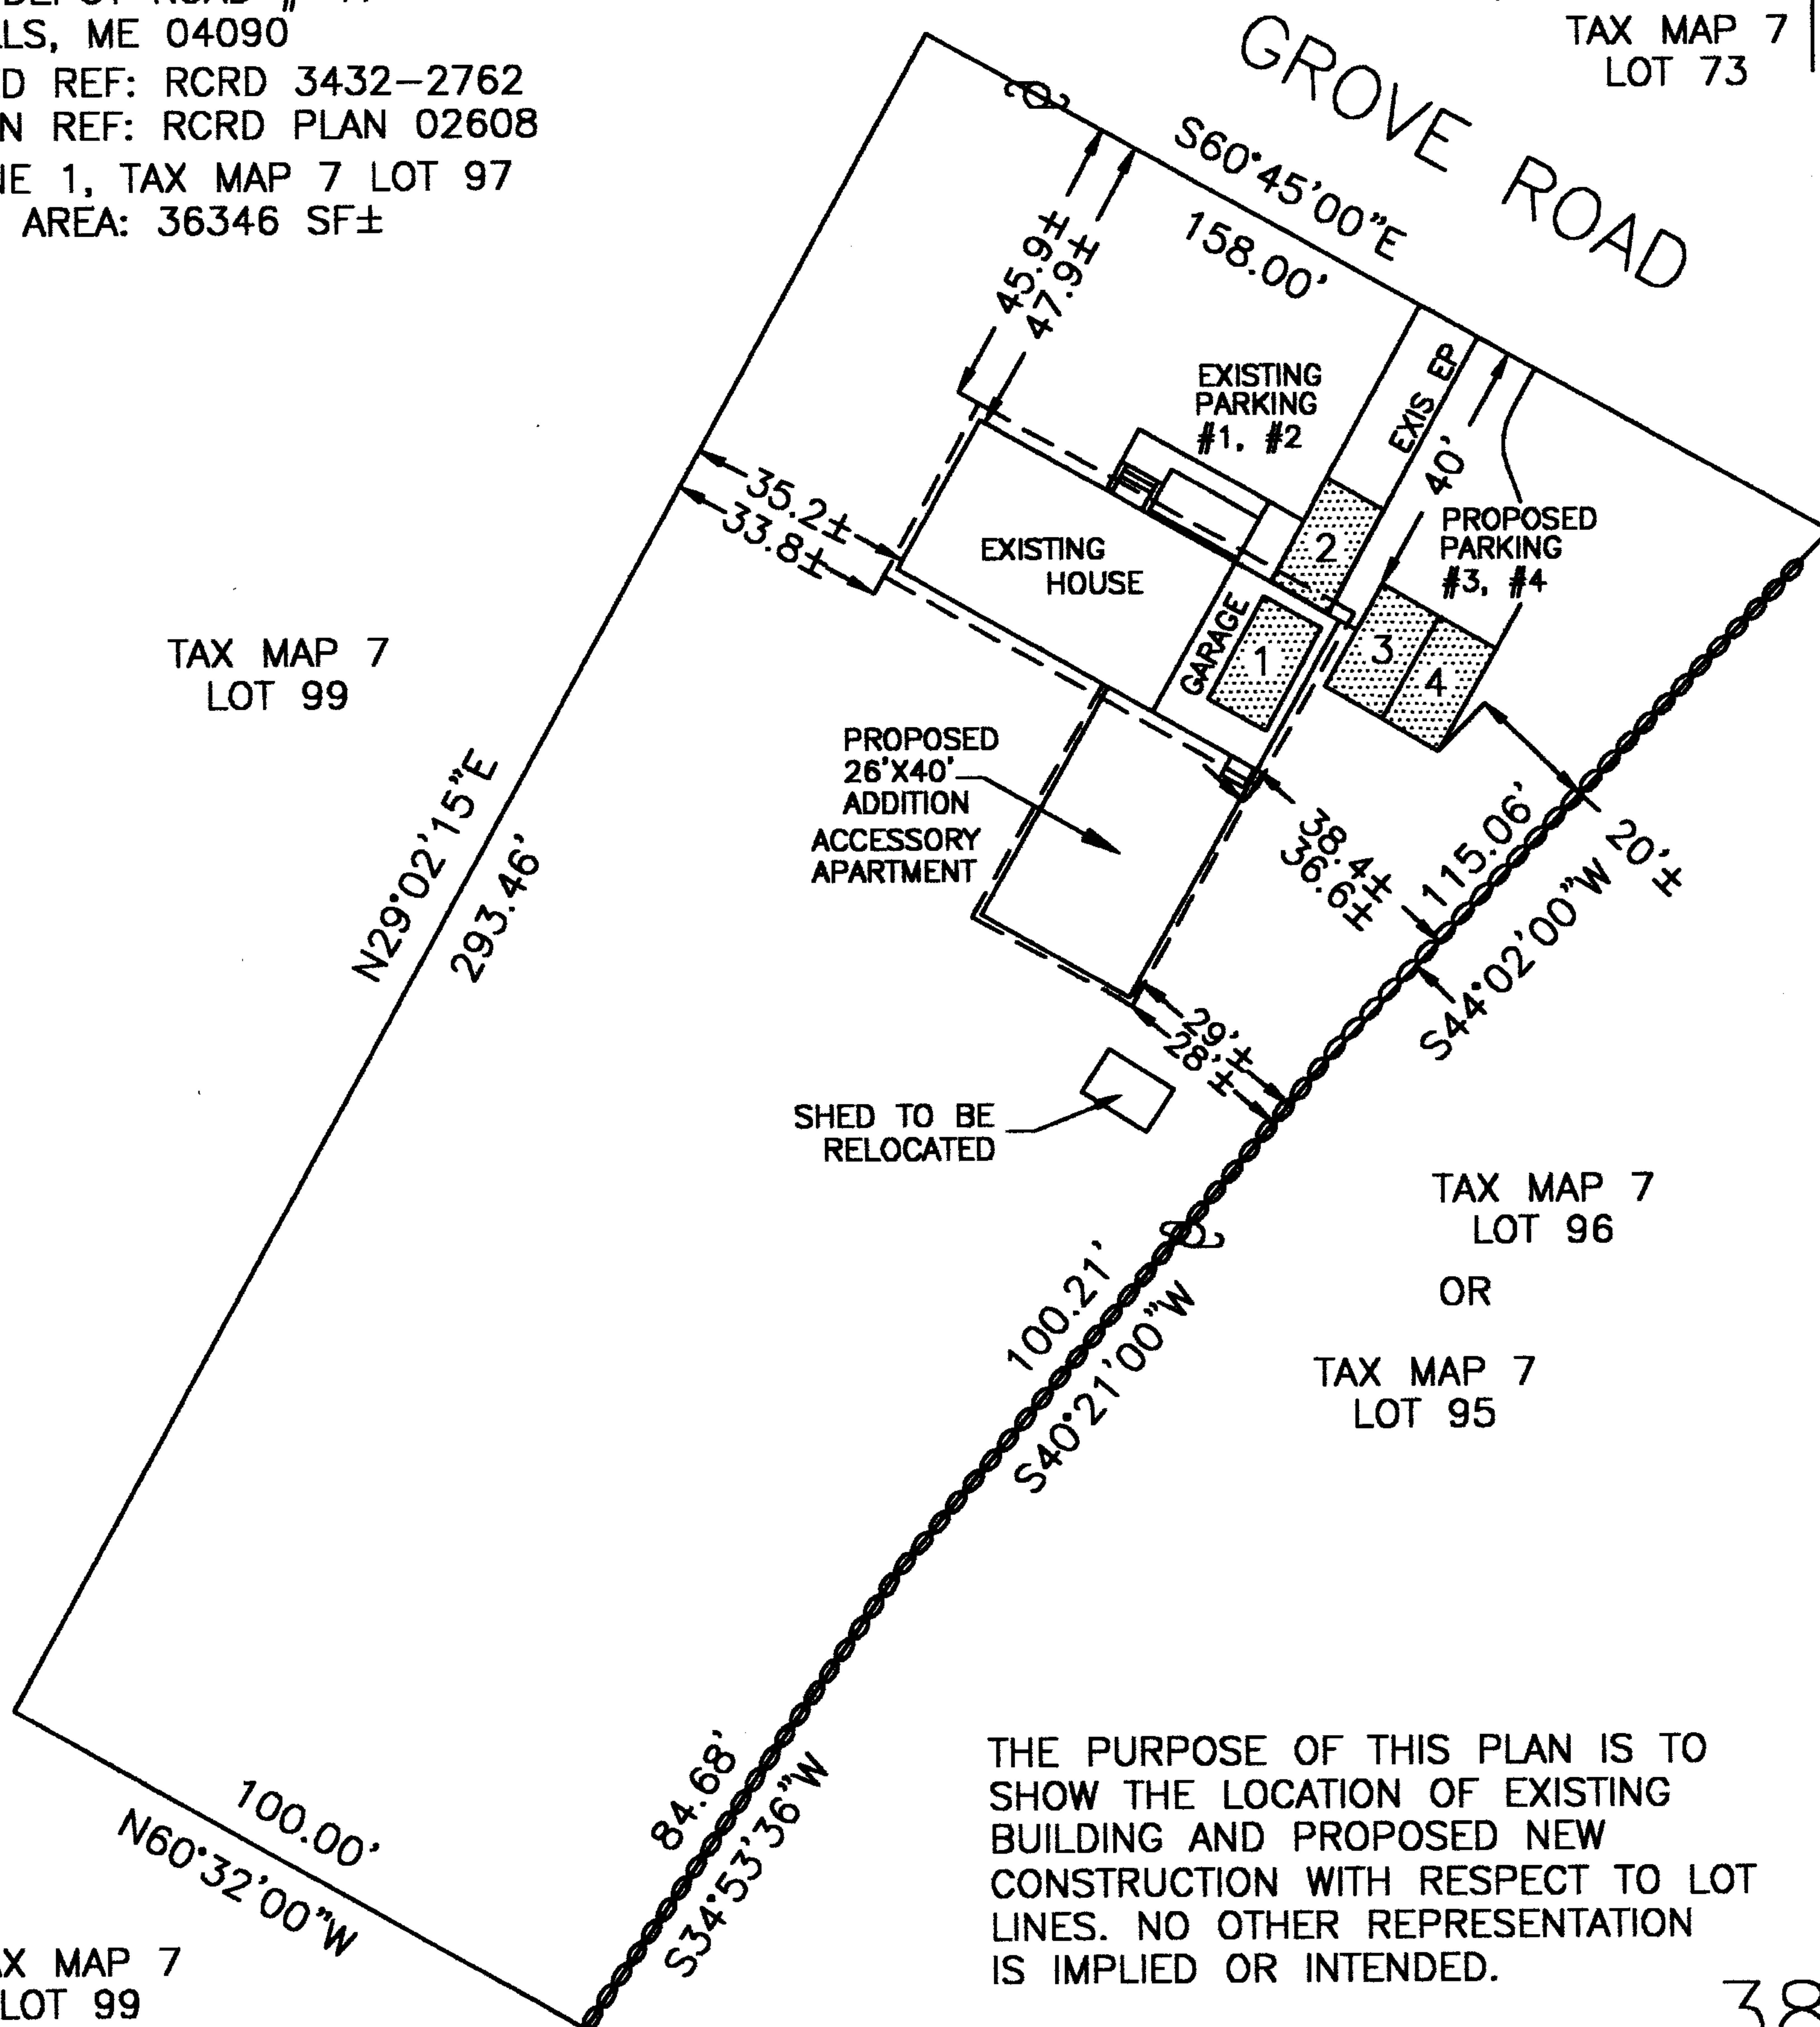 DEPOT ROAD #
LLS, ME 04090
D REF: RCRD 3432-2762
N REF: RCRD PLAN 02608
NE 1, TAX MAP 7 LOT 97
AREA: 36346 SF±
TAX MAP 7
LOT 73
GROVE ROAD
S60°45'00"E
158.00'
45.9±
47.9±
EXISTING
PARKING
#1, #2
EXIS EP
40'
PROPOSED
PARKING
#3, #4
35.2±
33.8±
EXISTING
HOUSE
GARAGE
1
2
3
4
TAX MAP 7
LOT 99
N29°02'15"E
293.46'
PROPOSED
26'X40'
ADDITION
ACCESSORY
APARTMENT
38.4±
36.6±
115.06'
S44°02'00"W
20'±
29'±
28'±
SHED TO BE
RELOCATED
TAX MAP 7
LOT 96
OR
TAX MAP 7
LOT 95
100.21'
S40°21'00"W
84.68'
S34°53'36"W
100.00'
N60°32'00"W
AX MAP 7
LOT 99
THE PURPOSE OF THIS PLAN IS TO
SHOW THE LOCATION OF EXISTING
BUILDING AND PROPOSED NEW
CONSTRUCTION WITH RESPECT TO LOT
LINES. NO OTHER REPRESENTATION
IS IMPLIED OR INTENDED.
38